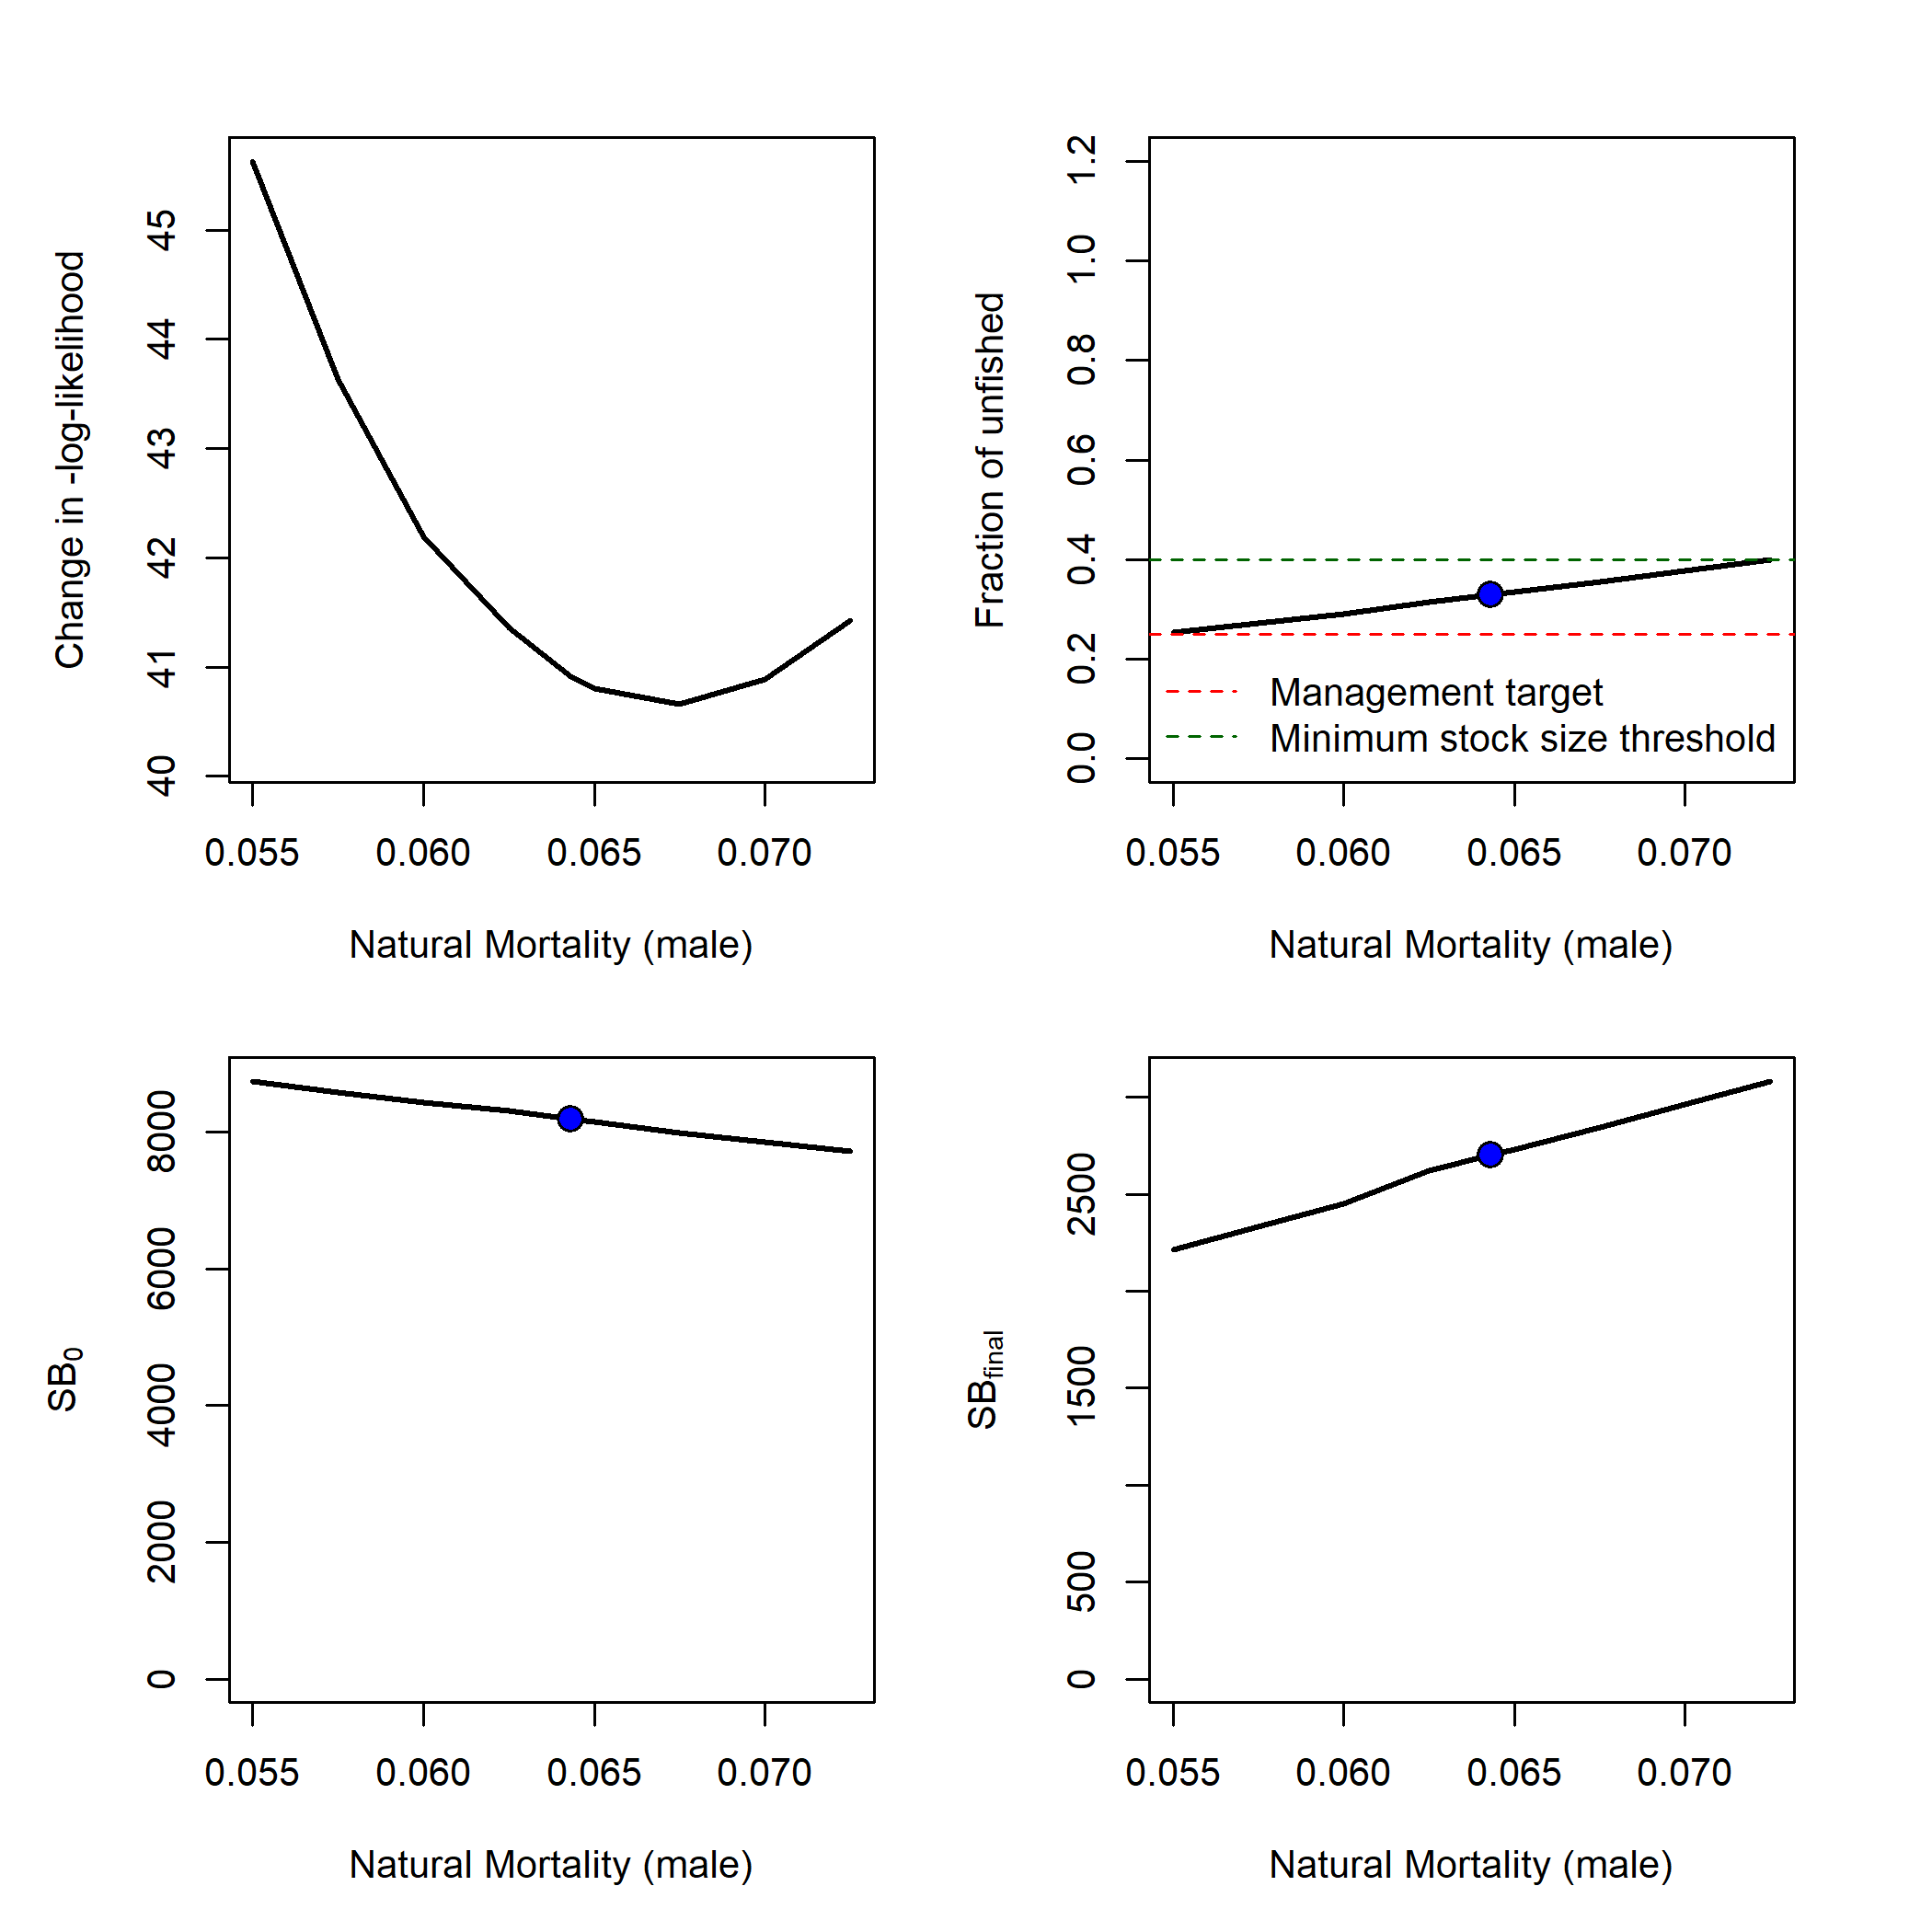 Change in -log-likelihood
45
44
43
42
41
40
0.055 0.060 0.065 0.070
Natural Mortality (male)
Fraction of unfished
1.2
1.0
0.8
0.6
0.4
0.2
0.0
Management target
Minimum stock size threshold
0.055 0.060 0.065 0.070
Natural Mortality (male)
SB0
8000
6000
4000
2000
0
0.055 0.060 0.065 0.070
Natural Mortality (male)
SBfinal
2500
1500
500
0
0.055 0.060 0.065 0.070
Natural Mortality (male)